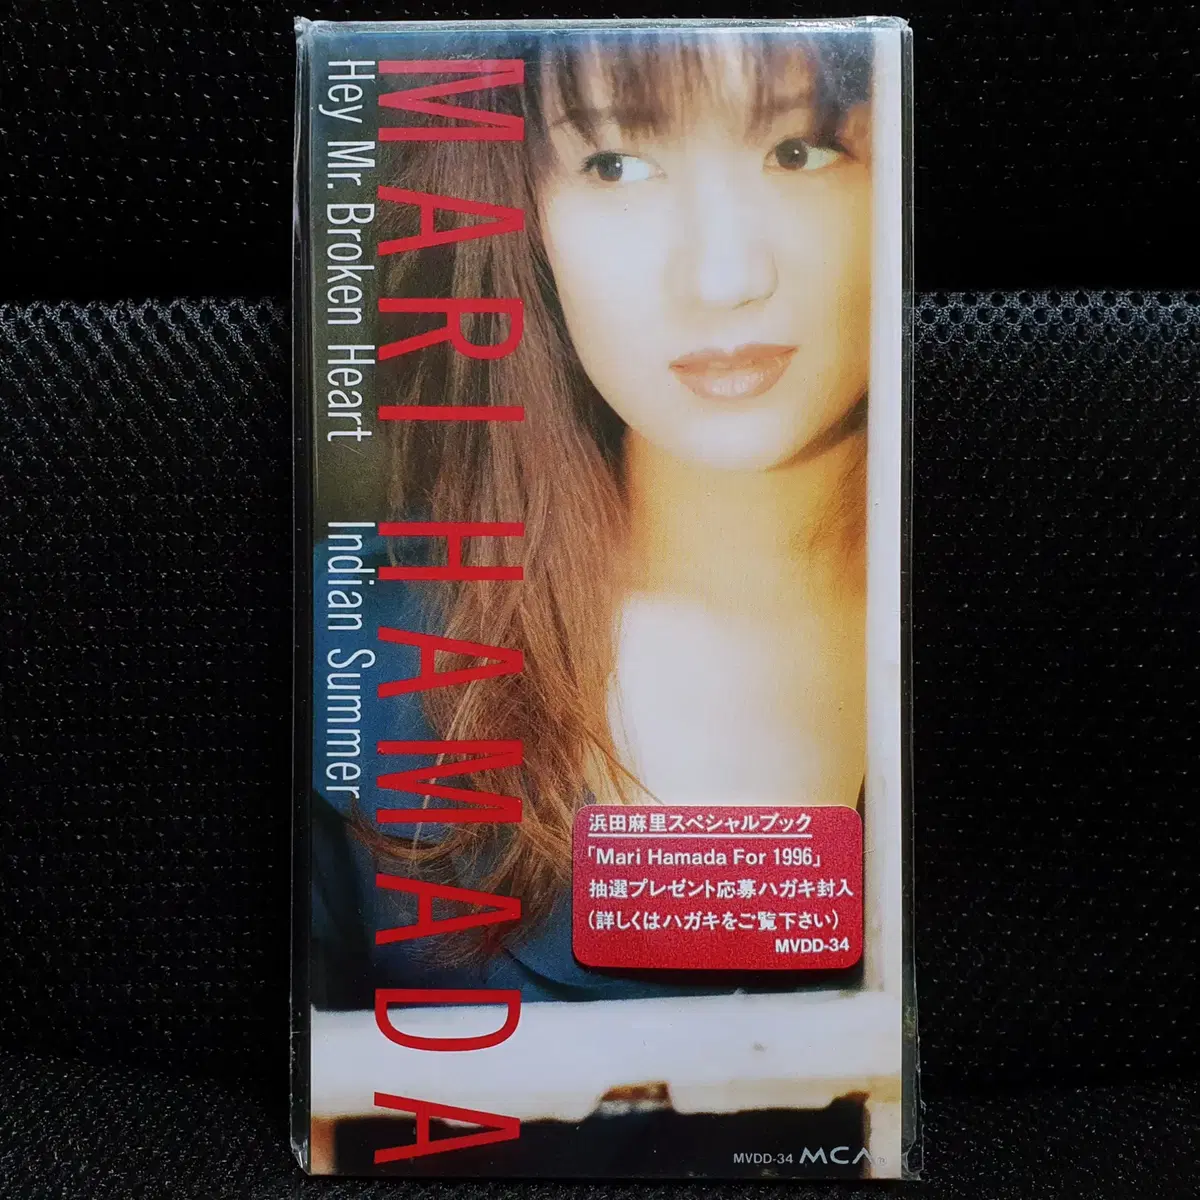 MARI HAMADA
Hey Mr. Broken Heart
Indian Summer
浜田麻里スペシャルブック
「Mari Hamada For 1996」
抽選プレゼント応募ハガキ封入
(詳しくはハガキをご覧下さい)
MVDD-34
MVDD-34 MCA